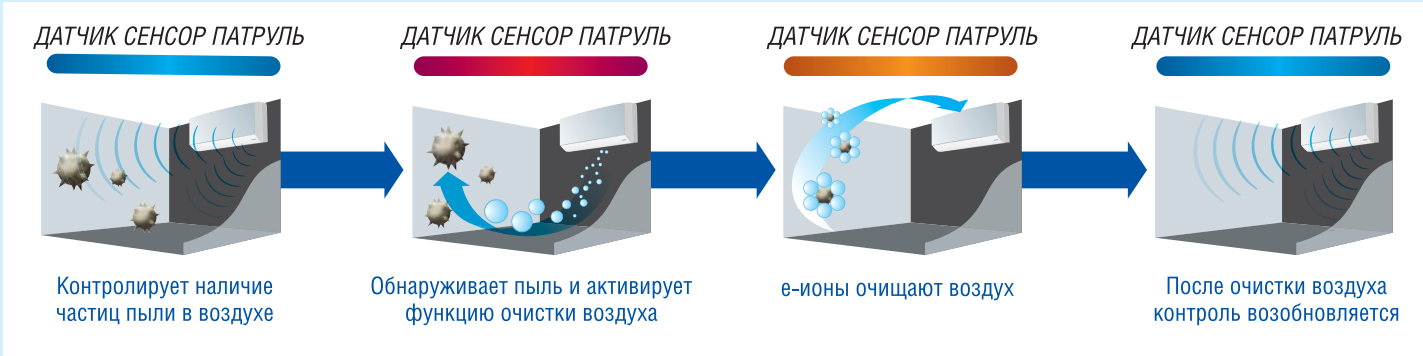 ДАТЧИК СЕНСОР ПАТРУЛЬ
Контролирует наличие
частиц пыли в воздухе
ДАТЧИК СЕНСОР ПАТРУЛЬ
Обнаруживает пыль и активирует
функцию очистки воздуха
ДАТЧИК СЕНСОР ПАТРУЛЬ
е-ионы очищают воздух
ДАТЧИК СЕНСОР ПАТРУЛЬ
После очистки воздуха
контроль возобновляется